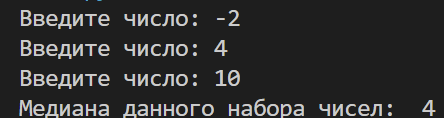 Введите число: -2
Введите число: 4
Введите число: 10
Медиана данного набора чисел:  4